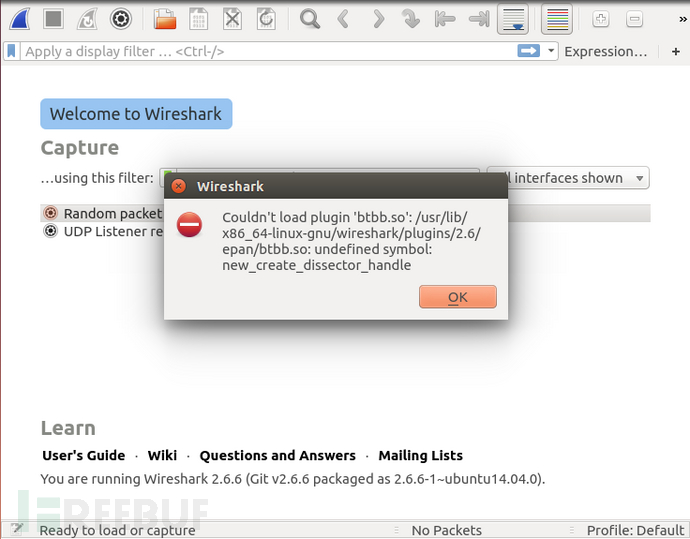 Apply a display filter … <Ctrl-/>
Expression…
+
»
Welcome to Wireshark
Capture
…using this filter:
ll interfaces shown
Random packet
UDP Listener re
Wireshark
Couldn't load plugin 'btbb.so': /usr/lib/
x86_64-linux-gnu/wireshark/plugins/2.6/
epan/btbb.so: undefined symbol:
new_create_dissector_handle
OK
Learn
User's Guide · Wiki · Questions and Answers · Mailing Lists
You are running Wireshark 2.6.6 (Git v2.6.6 packaged as 2.6.6-1~ubuntu14.04.0).
FREEBUF
Ready to load or capture
No Packets
Profile: Default